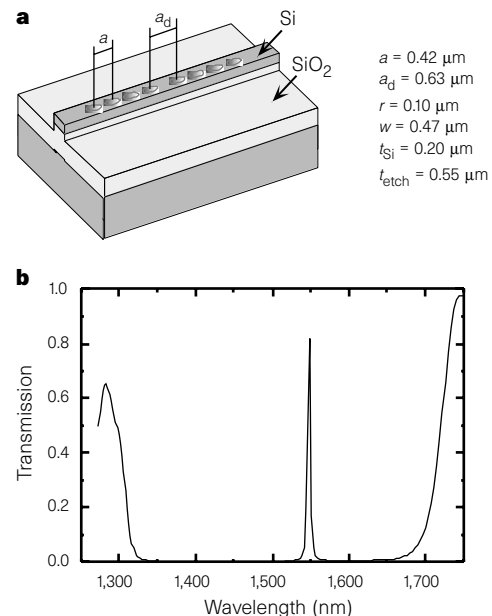 a
a
a_d
Si
SiO₂
a = 0.42 µm
a_d = 0.63 µm
r = 0.10 µm
w = 0.47 µm
t_Si = 0.20 µm
t_etch = 0.55 µm
b
1.0
0.8
0.6
0.4
0.2
0.0
Transmission
1,300 1,400 1,500 1,600 1,700
Wavelength (nm)